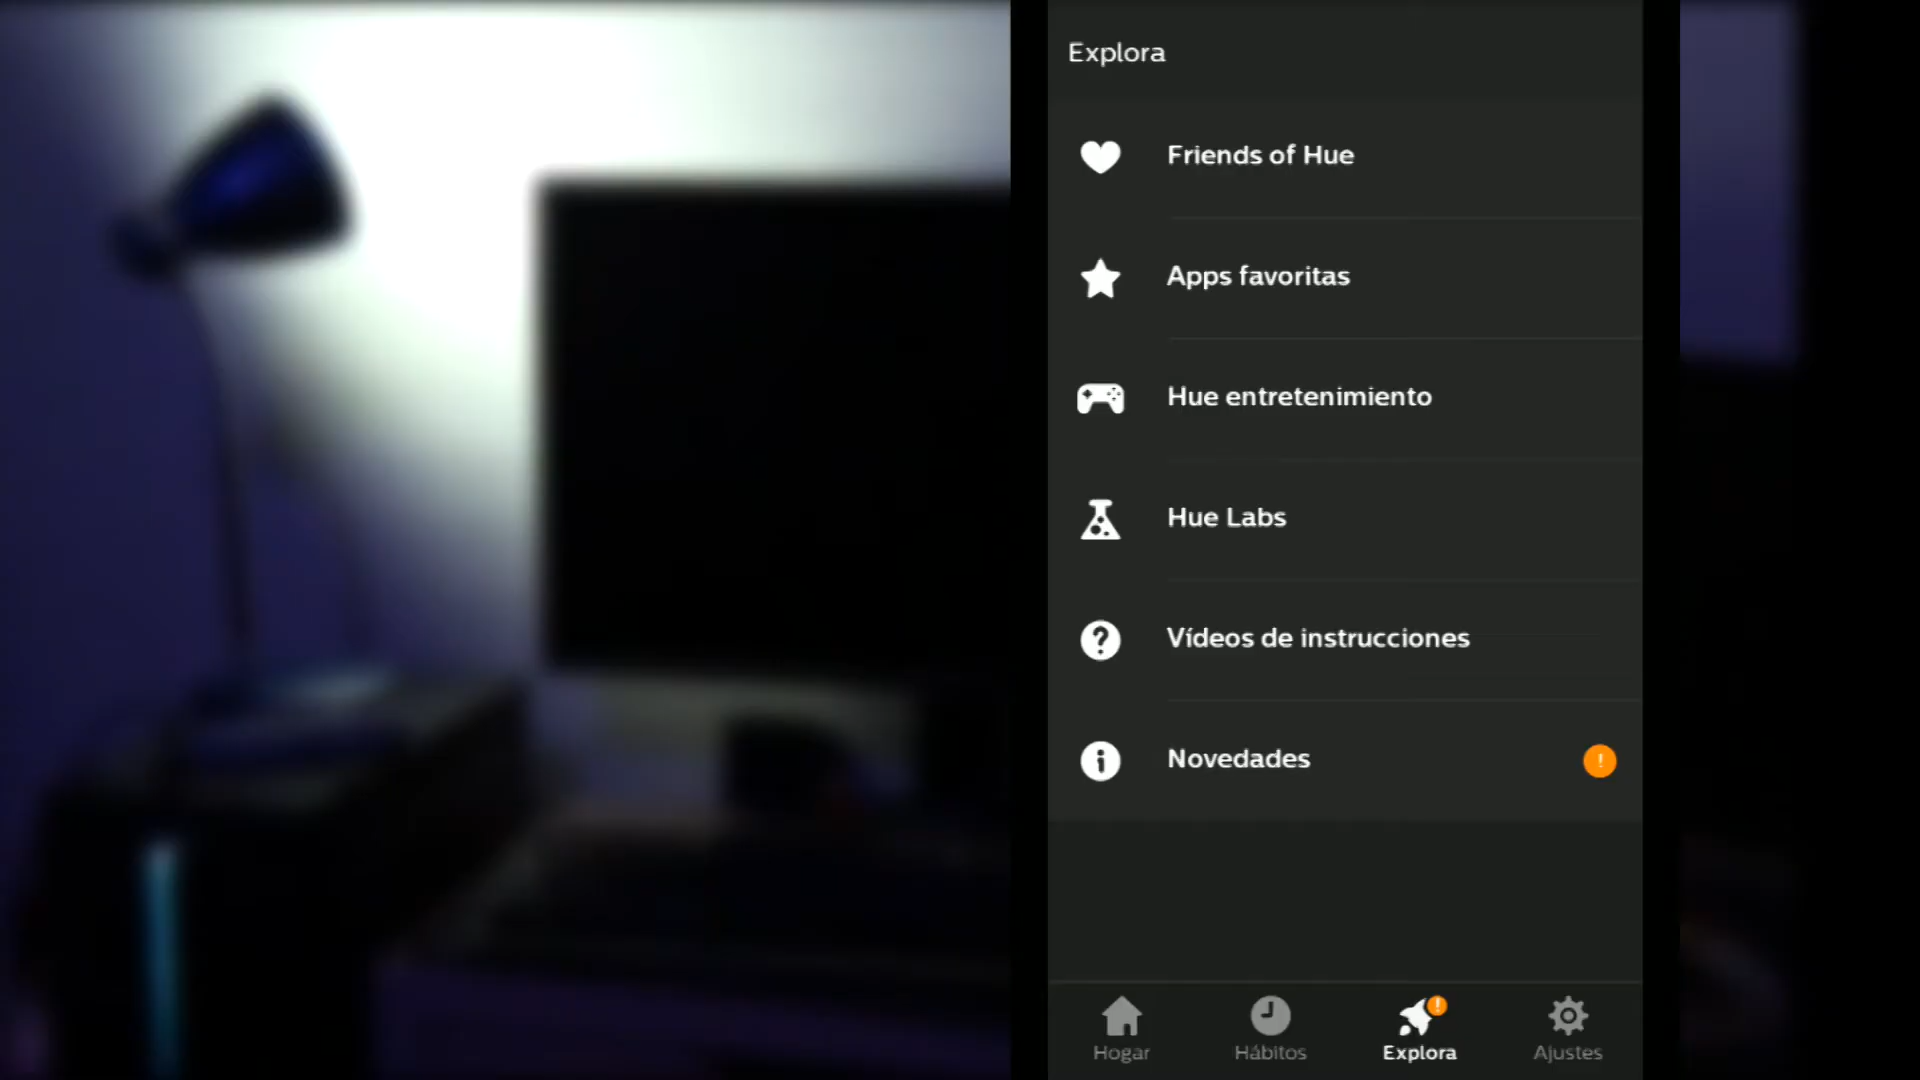 Explora
Friends of Hue
Apps favoritas
Hue entretenimiento
Hue Labs
Vídeos de instrucciones
Novedades
Hogar
Hábitos
Explora
Ajustes